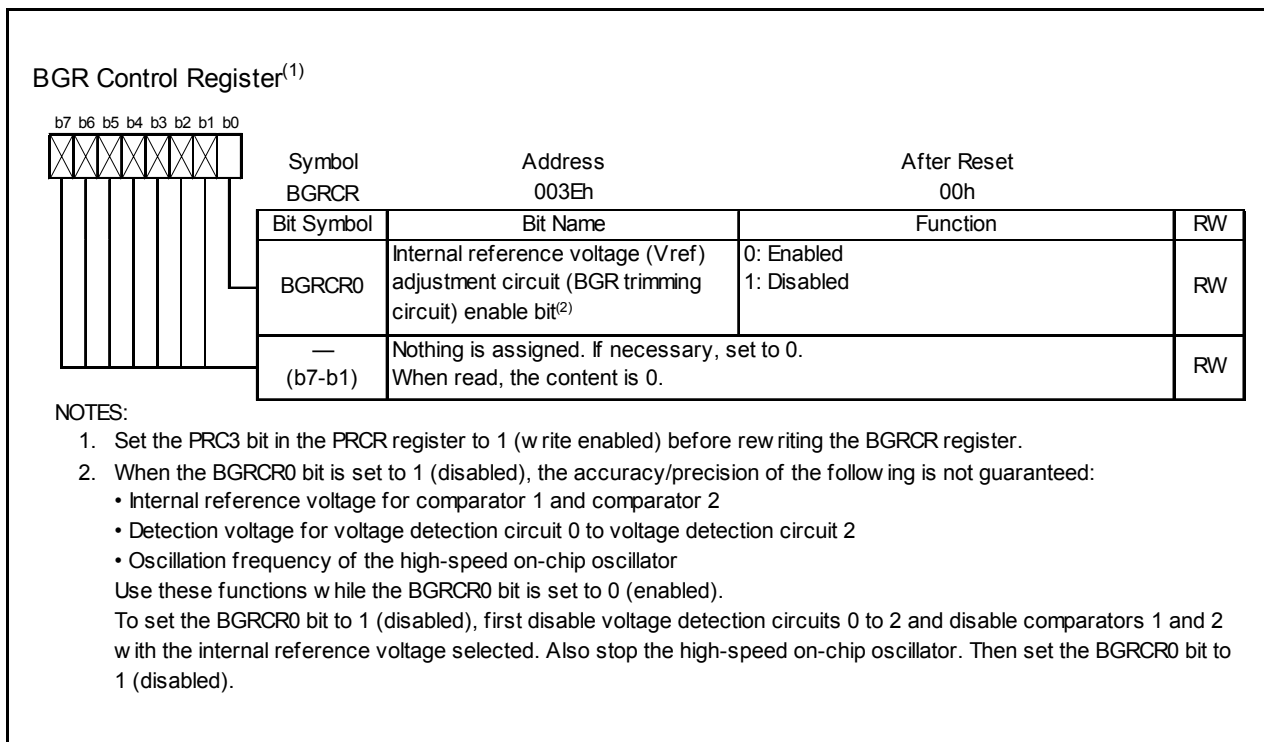 BGR Control Register(1)
b7 b6 b5 b4 b3 b2 b1 b0
Symbol Address After Reset
BGRCR 003Eh 00h
Bit Symbol Bit Name Function RW
BGRCR0 Internal reference voltage (Vref) adjustment circuit (BGR trimming circuit) enable bit(2) 0: Enabled 1: Disabled RW
— (b7-b1) Nothing is assigned. If necessary, set to 0. When read, the content is 0. RW
NOTES:
1. Set the PRC3 bit in the PRCR register to 1 (write enabled) before rewriting the BGRCR register.
2. When the BGRCR0 bit is set to 1 (disabled), the accuracy/precision of the following is not guaranteed:
• Internal reference voltage for comparator 1 and comparator 2
• Detection voltage for voltage detection circuit 0 to voltage detection circuit 2
• Oscillation frequency of the high-speed on-chip oscillator
Use these functions while the BGRCR0 bit is set to 0 (enabled).
To set the BGRCR0 bit to 1 (disabled), first disable voltage detection circuits 0 to 2 and disable comparators 1 and 2
with the internal reference voltage selected. Also stop the high-speed on-chip oscillator. Then set the BGRCR0 bit to
1 (disabled).